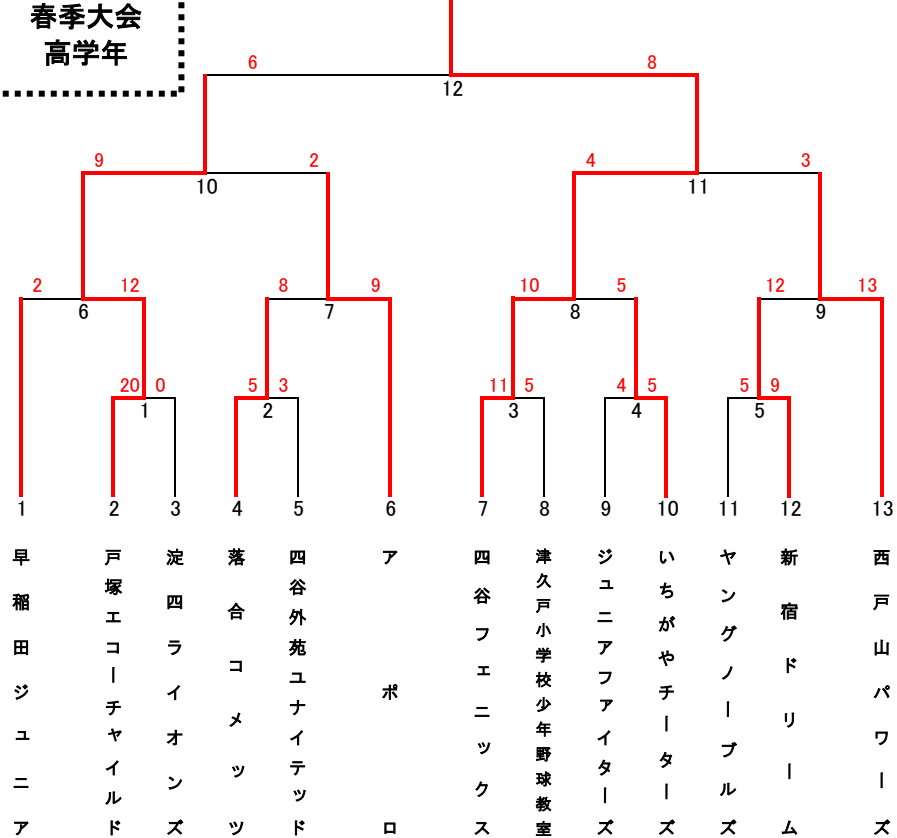 春季大会
高学年
6 8
12
9 2 4 3
10 11
2 12 8 9 10 5 12 13
6 7 8 9
20 0 5 3 11 5 4 5 5 9
1 2 3 4 5
1 2 3 4 5 6 7 8 9 10 11 12 13
早稲田ジュニア
戸塚エコーチャイルド
淀四ライオンズ
落合コメッツ
四谷外苑ユナイテッド
アポロ
四谷フェニックス
津久戸小学校少年野球教室
ジュニアファイターズ
いちがやチーターズ
ヤングノーブルズ
新宿ドリーム
西戸山パワーズ